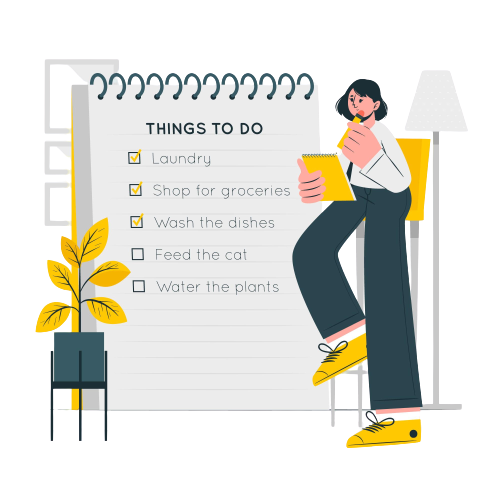 THINGS TO DO
Laundry
Shop for groceries
Wash the dishes
Feed the cat
Water the plants